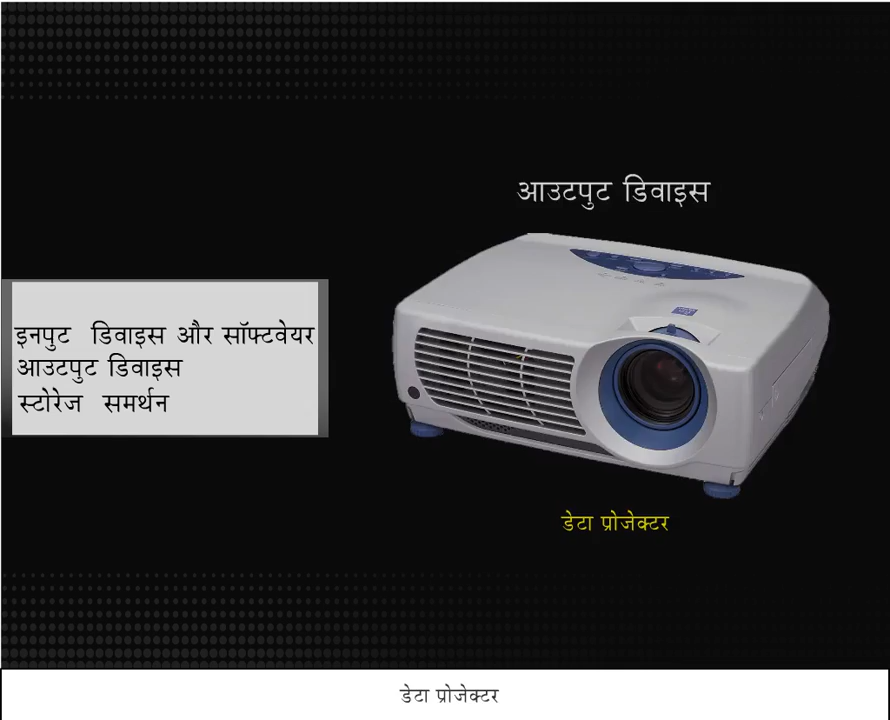 आउटपुट डिवाइस
इनपुट डिवाइस और सॉफ्टवेयर
आउटपुट डिवाइस
स्टोरेज समर्थन
डेटा प्रोजेक्टर
डेटा प्रोजेक्टर